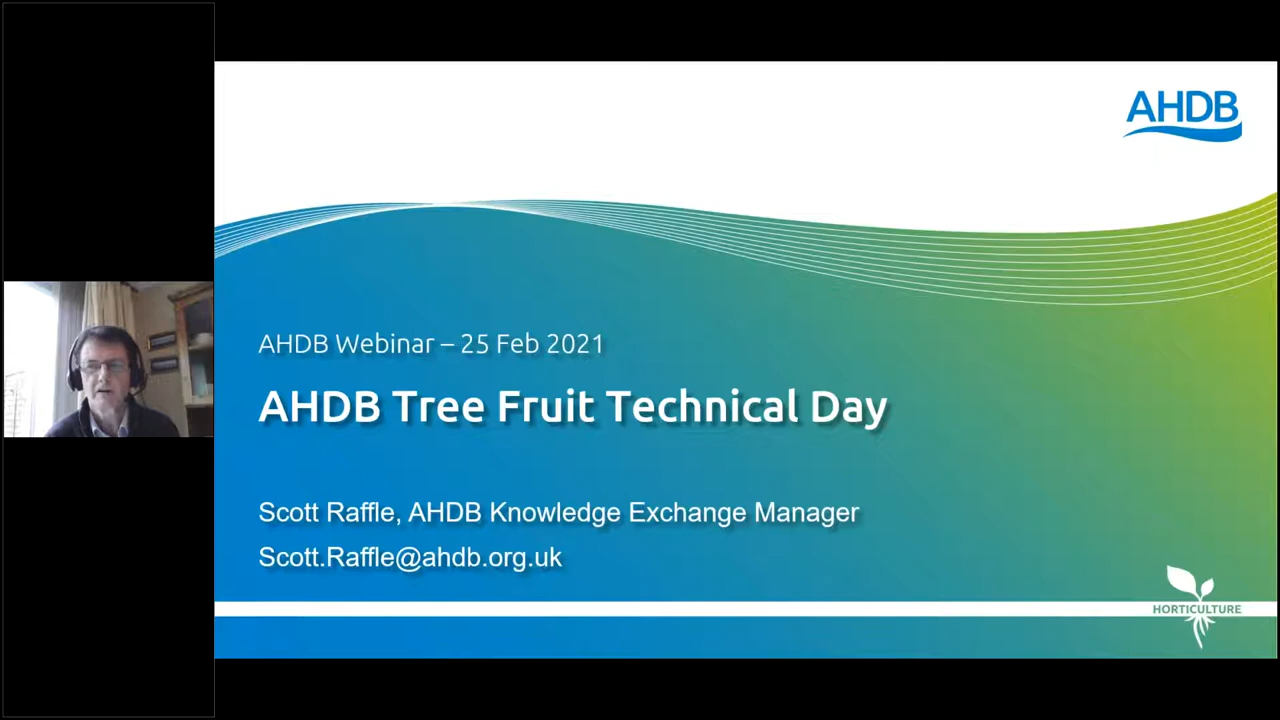 AHDB
AHDB Webinar – 25 Feb 2021
AHDB Tree Fruit Technical Day
Scott Raffle, AHDB Knowledge Exchange Manager
Scott.Raffle@ahdb.org.uk
HORTICULTURE